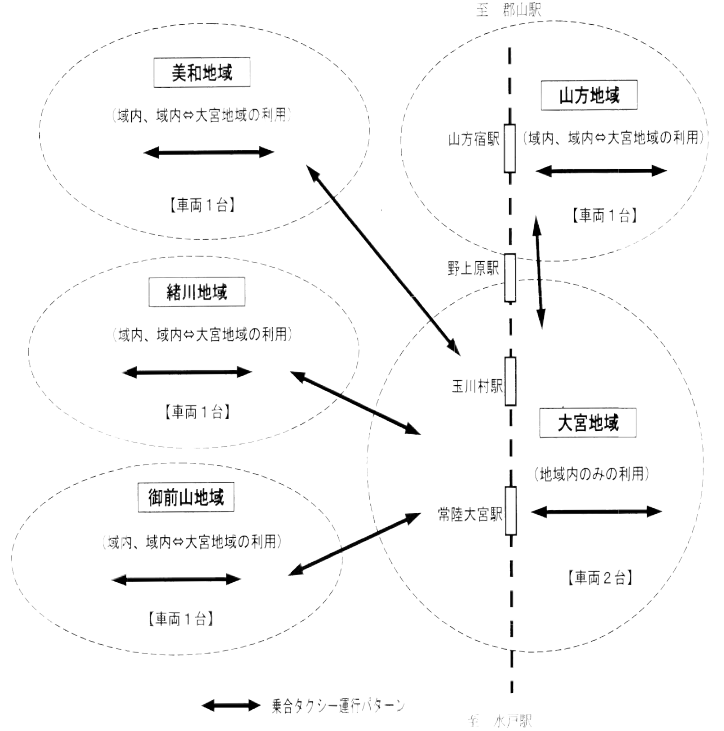 至 郡山駅
美和地域
(域内、域内⇔大宮地域の利用)
【車両1台】
山方地域
山方宿駅
(域内、域内⇔大宮地域の利用)
【車両1台】
野上原駅
緒川地域
(域内、域内⇔大宮地域の利用)
【車両1台】
玉川村駅
大宮地域
(地域内のみの利用)
常陸大宮駅
【車両2台】
御前山地域
(域内、域内⇔大宮地域の利用)
【車両1台】
乗合タクシー運行パターン
至 水戸駅